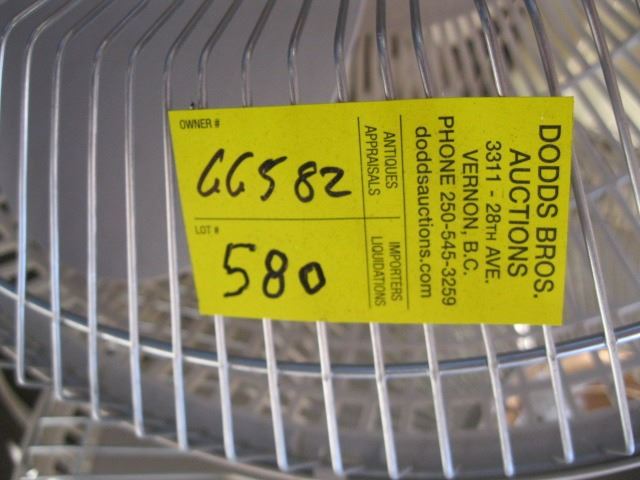 DODDS BROS.
AUCTIONS
3311 - 28TH AVE.
VERNON, B.C.
PHONE 250-545-3259
doddsauctions.com
ANTIQUES
APPRAISALS
IMPORTERS
LIQUIDATIONS
OWNER #
GG582
LOT #
580